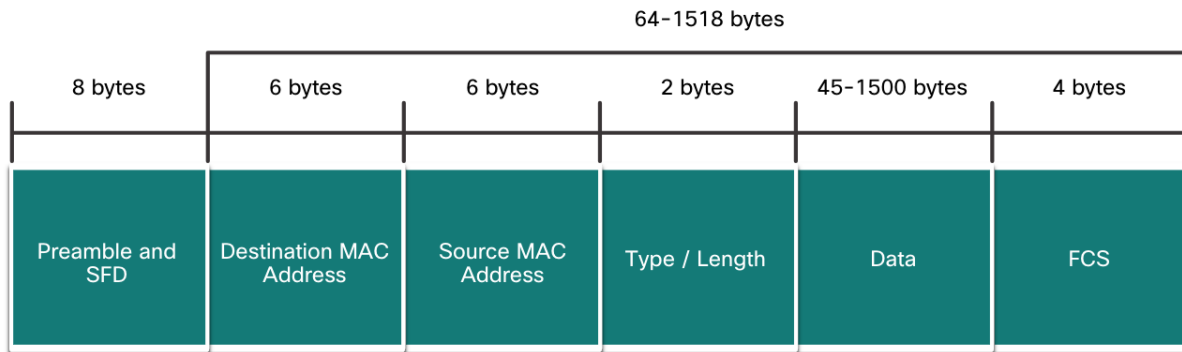 64-1518 bytes
8 bytes
6 bytes
6 bytes
2 bytes
45-1500 bytes
4 bytes
Preamble and
SFD
Destination MAC
Address
Source MAC
Address
Type / Length
Data
FCS